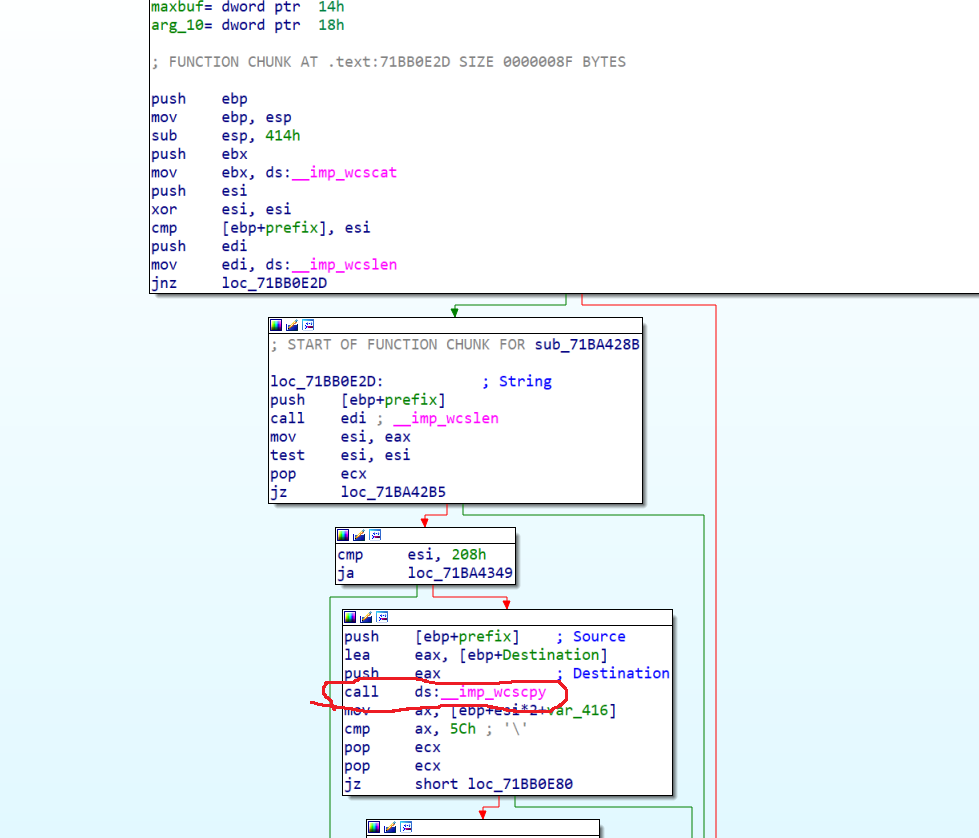 maxbuf= dword ptr  14h
arg_10= dword ptr  18h
; FUNCTION CHUNK AT .text:71BB0E2D SIZE 0000008F BYTES
push    ebp
mov     ebp, esp
sub     esp, 414h
push    ebx
mov     ebx, ds:__imp_wcscat
push    esi
xor     esi, esi
cmp     [ebp+prefix], esi
push    edi
mov     edi, ds:__imp_wcslen
jnz     loc_71BB0E2D
; START OF FUNCTION CHUNK FOR sub_71BA428B
loc_71BB0E2D:           ; String
push    [ebp+prefix]
call    edi ; __imp_wcslen
mov     esi, eax
test    esi, esi
pop     ecx
jz      loc_71BA42B5
cmp     esi, 208h
ja      loc_71BA4349
push    [ebp+prefix]    ; Source
lea     eax, [ebp+Destination]
push    eax             ; Destination
call    ds:__imp_wcscpy
mov     ax, [ebp+esi*2+var_416]
cmp     ax, 5Ch ; '\'
pop     ecx
pop     ecx
jz      short loc_71BB0E80